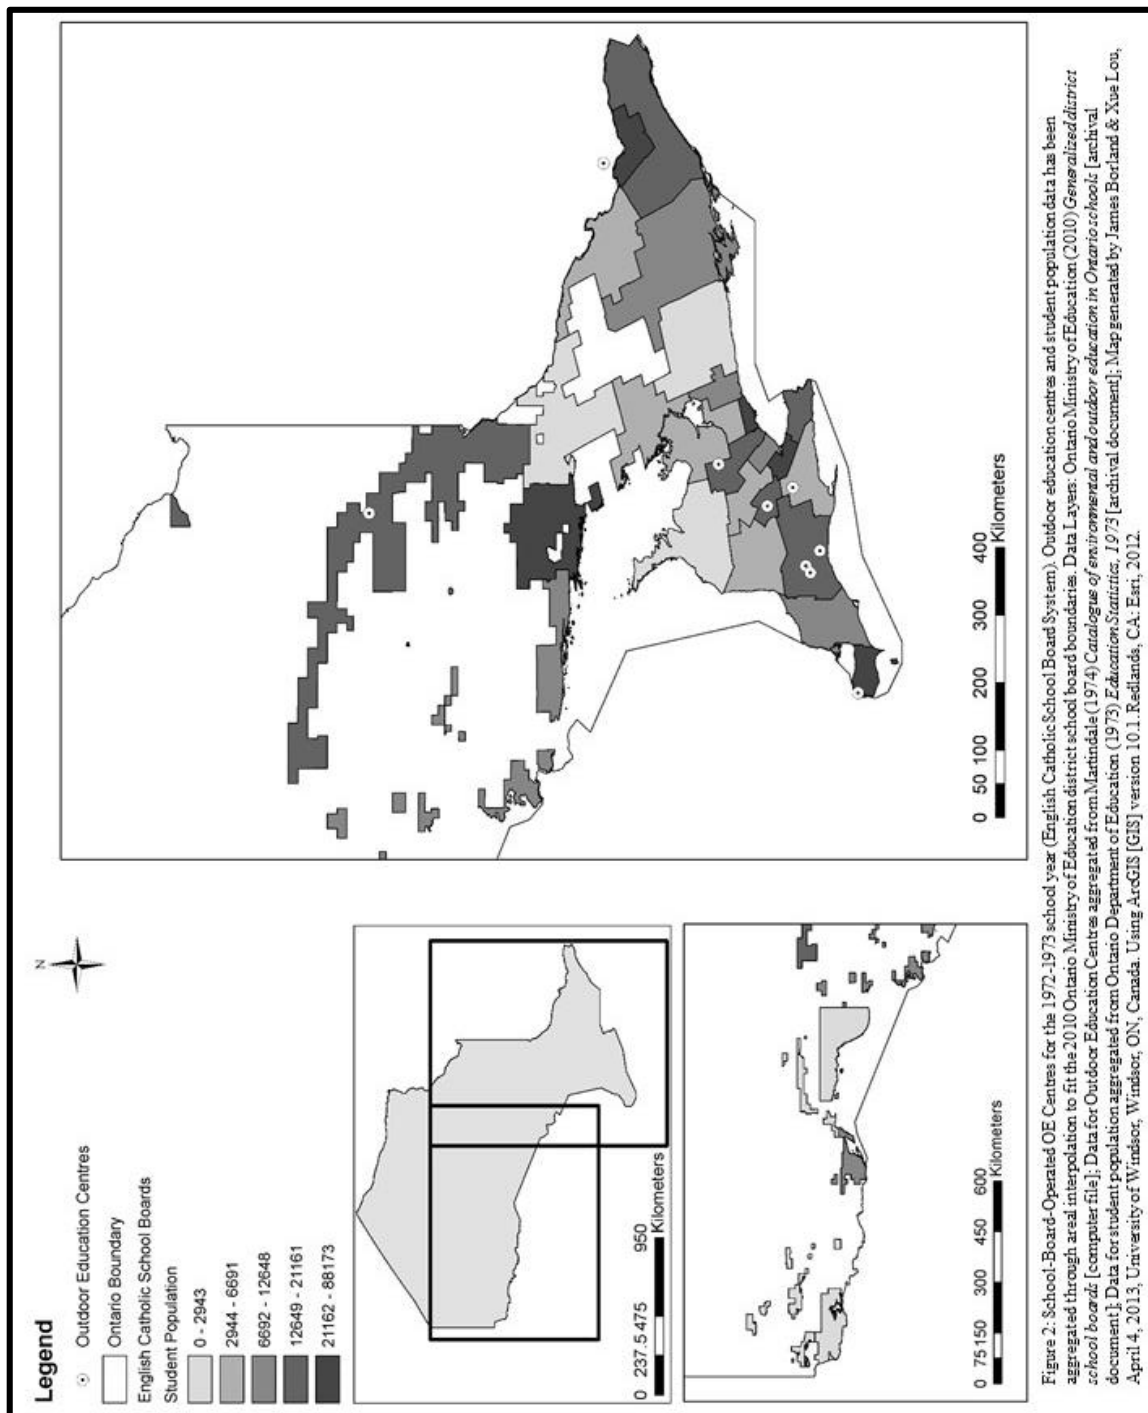 Legend
Outdoor Education Centres
Ontario Boundary
English Catholic School Boards
Student Population
0 - 2943
2944 - 6691
6692 - 12648
12649 - 21161
21162 - 88173
N
0 237.5 475 950
Kilometers
0 75 150 300 450 600
Kilometers
0 50 100 200 300 400
Kilometers
Figure 2: School-Board-Operated OE Centres for the 1972-1973 school year (English Catholic School Board System). Outdoor education centres and student population data has been
aggregated through areal interpolation to fit the 2010 Ontario Ministry of Education district school board boundaries. Data Layers: Ontario Ministry of Education (2010) Generalized district
school boards [computer file]; Data for Outdoor Education Centres aggregated from Martindale (1974) Catalogue of environmental and outdoor education in Ontario schools [archival
document]; Data for student population aggregated from Ontario Department of Education (1973) Education Statistics, 1973 [archival document]; Map generated by James Borland & Xue Lou,
April 4, 2013, University of Windsor, Windsor, ON, Canada. Using ArcGIS [GIS] version 10.1. Redlands, CA: Esri, 2012.